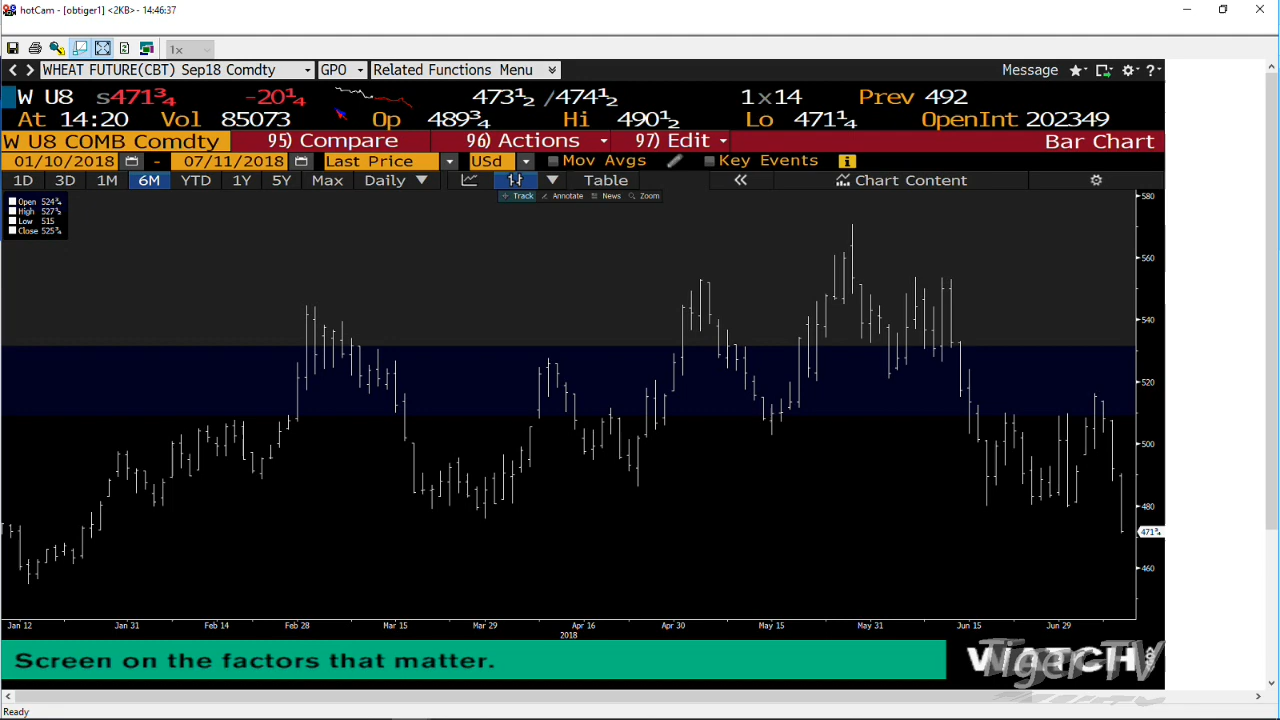 hotCam - [obtiger1] <2KB> - 14:46:37
1x
WHEAT FUTURE(CBT) Sep18 Comdty GPO Related Functions Menu Message
W U8 s471¾ -20¼ 473½ /474½ 1x14 Prev 492
At 14:20 Vol 85073 Op 489¾ Hi 490½ Lo 471¼ OpenInt 202349
W U8 COMB Comdty 95) Compare 96) Actions 97) Edit Bar Chart
01/10/2018 - 07/11/2018 Last Price USd Mov Avgs Key Events
1D 3D 1M 6M YTD 1Y 5Y Max Daily Table « Chart Content
Track Annotate News Zoom
Open 524¾
High 527½
Low 515
Close 525¾
580
560
540
520
500
480
471¾
460
Jan 12 Jan 31 Feb 14 Feb 28 Mar 15 Mar 29 Apr 16 Apr 30 May 15 May 31 Jun 15 Jun 29
2018
Screen on the factors that matter.
WATCH
Tiger TV
Ready